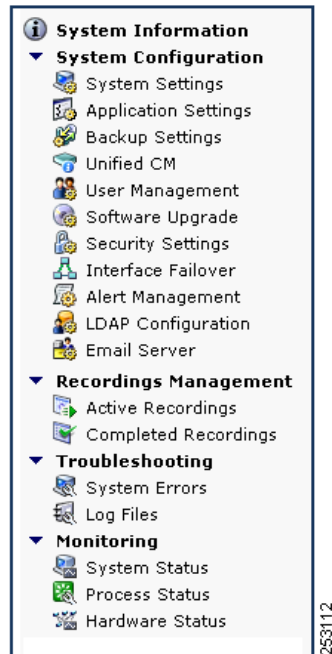 System Information
System Configuration
System Settings
Application Settings
Backup Settings
Unified CM
User Management
Software Upgrade
Security Settings
Interface Failover
Alert Management
LDAP Configuration
Email Server
Recordings Management
Active Recordings
Completed Recordings
Troubleshooting
System Errors
Log Files
Monitoring
System Status
Process Status
Hardware Status
253112